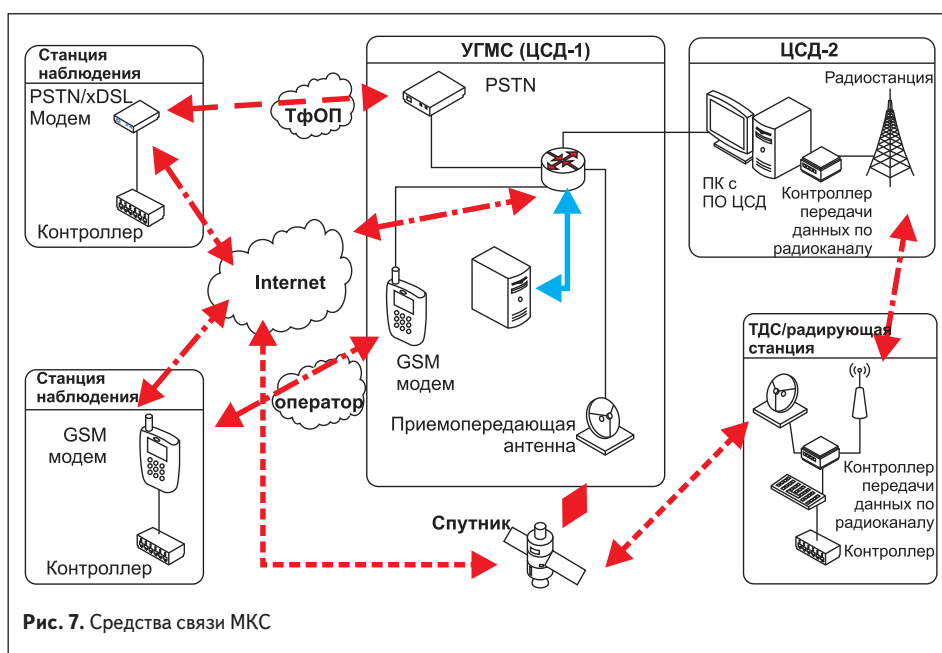 Станция
наблюдения
PSTN/xDSL
Модем
Контроллер
ТфОП
УГМС (ЦСД-1)
PSTN
ЦСД-2
Радиостанция
ПК с
ПО ЦСД
Контроллер
передачи
данных по
радиоканалу
Internet
GSM
модем
оператор
Приемопередающая
антенна
Станция
наблюдения
GSM
модем
Контроллер
Спутник
ТДС/радирующая
станция
Контроллер
передачи
данных по
радиоканалу
Контроллер
Рис. 7. Средства связи МКС